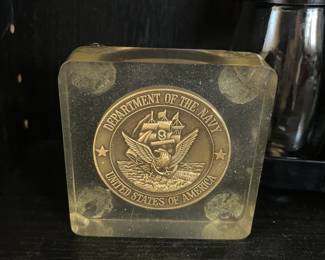 DEPARTMENT OF THE NAVY
UNITED STATES OF AMERICA